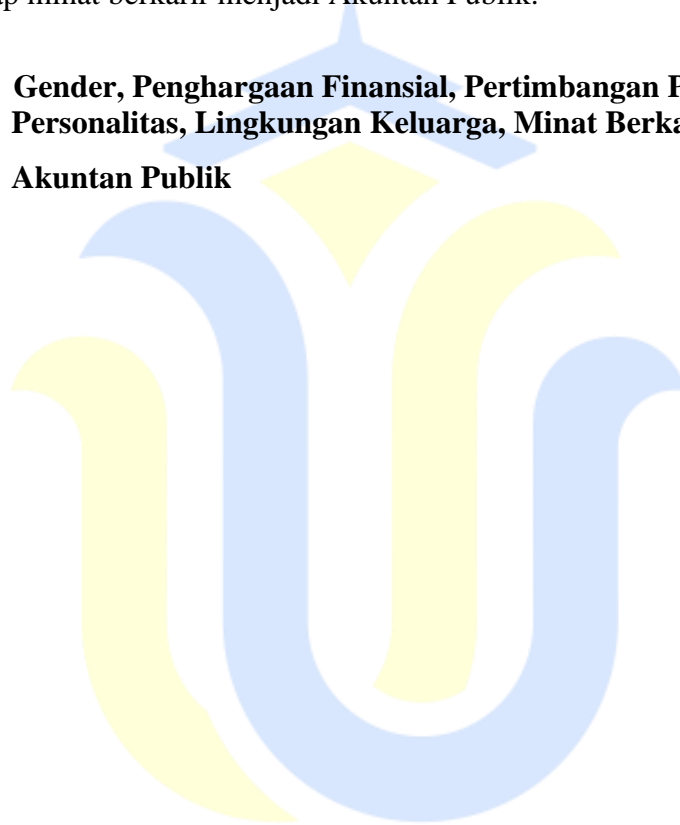 minat berkarir menjadi Akuntan Publik.
Gender, Penghargaan Finansial, Pertimbangan
Personalitas, Lingkungan Keluarga, Minat
Akuntan Publik